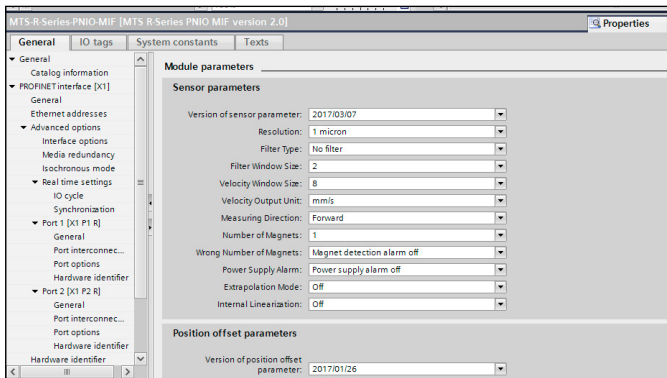 MTS-R-Series-PNIO-MIF [MTS R-Series PNIO MIF version 2.0]
Properties
General IO tags System constants Texts
General
Catalog information
PROFINET interface [X1]
General
Ethernet addresses
Advanced options
Interface options
Media redundancy
Isochronous mode
Real time settings
IO cycle
Synchronization
Port 1 [X1 P1 R]
General
Port interconnec...
Port options
Hardware identifier
Port 2 [X1 P2 R]
General
Port interconnec...
Port options
Hardware identifier
Hardware identifier
Module parameters
Sensor parameters
Version of sensor parameter: 2017/03/07
Resolution: 1 micron
Filter Type: No filter
Filter Window Size: 2
Velocity Window Size: 8
Velocity Output Unit: mm/s
Measuring Direction: Forward
Number of Magnets: 1
Wrong Number of Magnets: Magnet detection alarm off
Power Supply Alarm: Power supply alarm off
Extrapolation Mode: Off
Internal Linearization: Off
Position offset parameters
Version of position offset
parameter: 2017/01/26